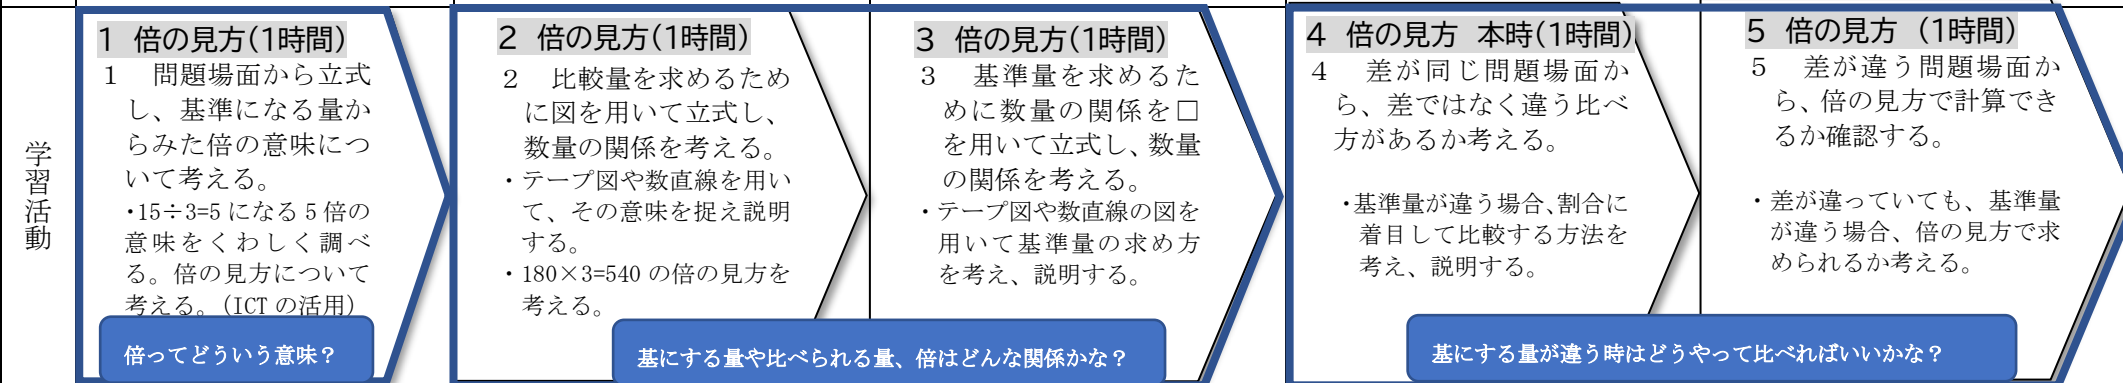 学習活動
1 倍の見方(1時間)
1 問題場面から立式
し、基準になる量か
らみた倍の意味につ
いて考える。
・15÷3=5 になる 5 倍の
意味をくわしく調べ
る。倍の見方について
考える。(ICT の活用)
倍ってどういう意味？
2 倍の見方(1時間)
2 比較量を求めるため
に図を用いて立式し、
数量の関係を考える。
・テープ図や数直線を用い
て、その意味を捉え説明
する。
・180×3=540 の倍の見方を
考える。
3 倍の見方(1時間)
3 基準量を求めるた
めに数量の関係を□
を用いて立式し、数量
の関係を考える。
・テープ図や数直線の図を
用いて基準量の求め方
を考え、説明する。
基にする量や比べられる量、倍はどんな関係かな？
4 倍の見方 本時(1時間)
4 差が同じ問題場面か
ら、差ではなく違う比べ
方があるか考える。
・基準量が違う場合、割合に
着目して比較する方法を
考え、説明する。
5 倍の見方 (1時間)
5 差が違う問題場面か
ら、倍の見方で計算でき
るか確認する。
・差が違っていても、基準量
が違う場合、倍の見方で求
められるか考える。
基にする量が違う時はどうやって比べればいいかな？